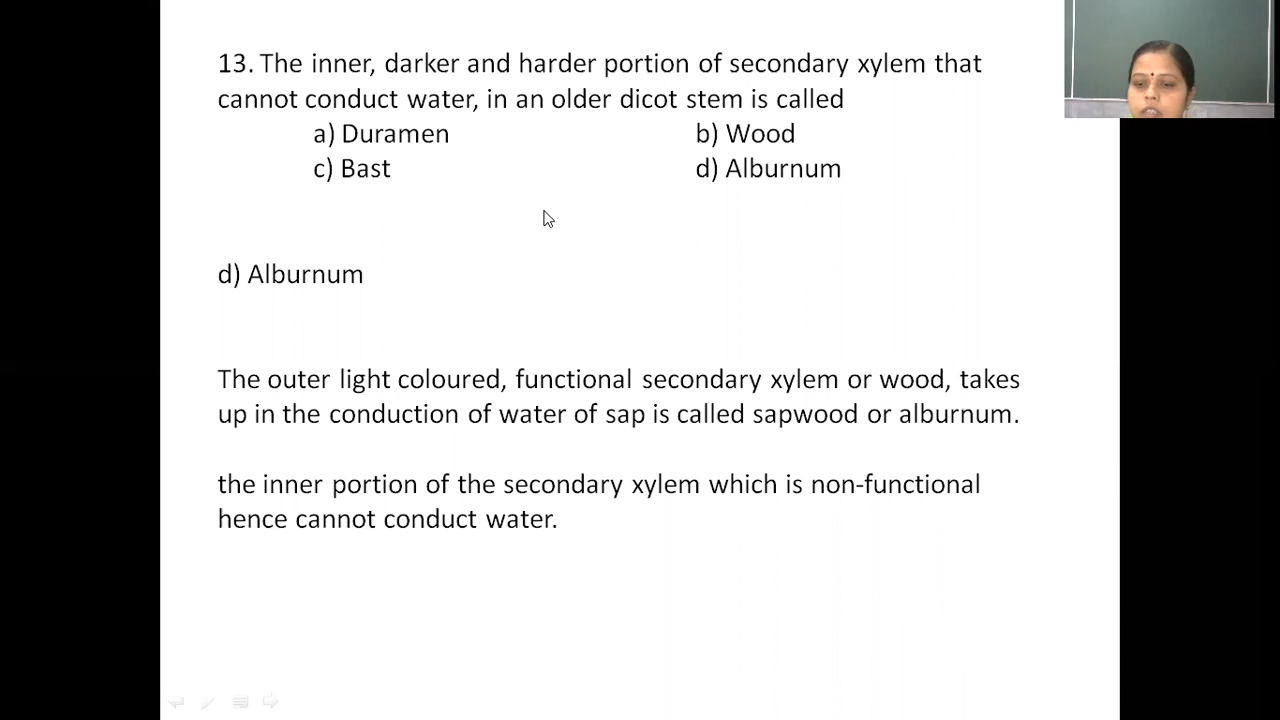 13. The inner, darker and harder portion of secondary xylem that
cannot conduct water, in an older dicot stem is called
a) Duramen b) Wood
c) Bast d) Alburnum
d) Alburnum
The outer light coloured, functional secondary xylem or wood, takes
up in the conduction of water of sap is called sapwood or alburnum.
the inner portion of the secondary xylem which is non-functional
hence cannot conduct water.